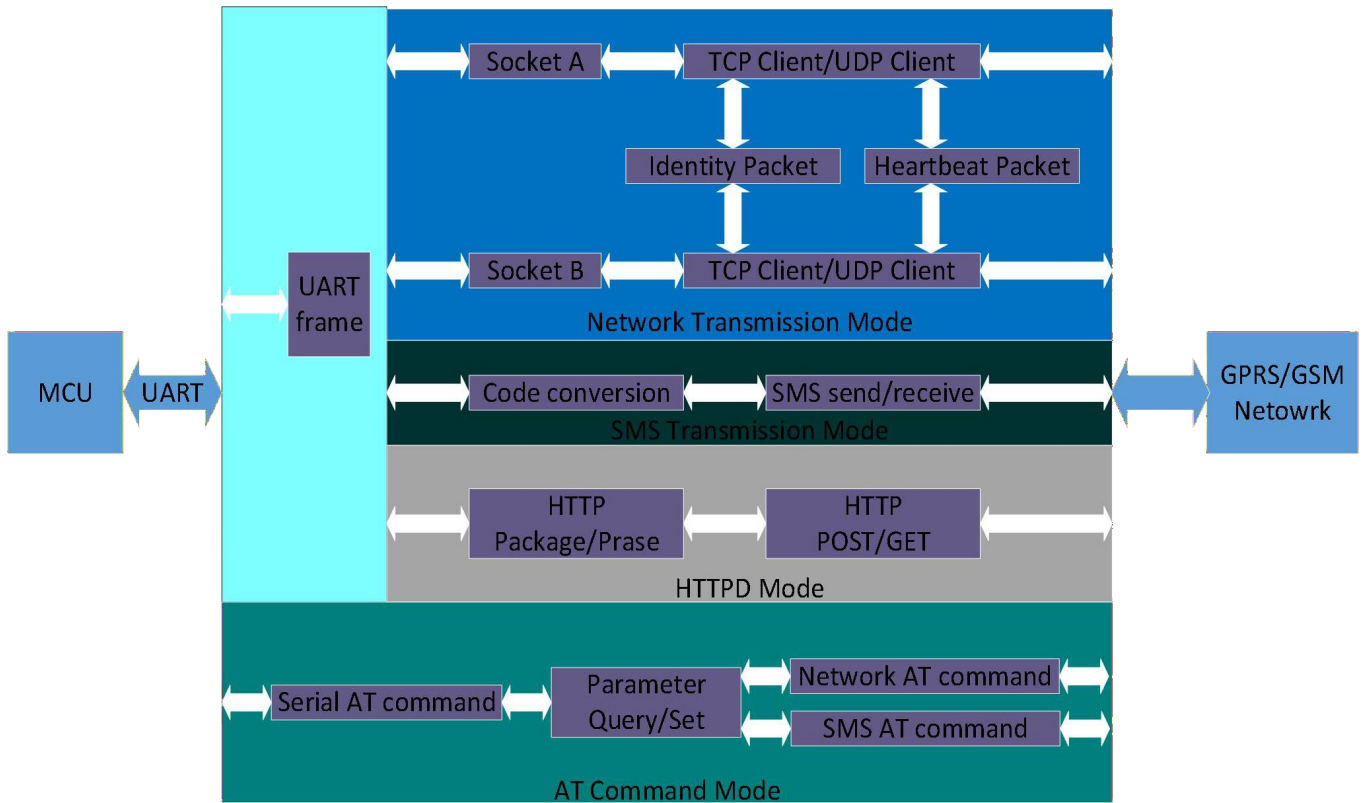 Socket A
TCP Client/UDP Client
Identity Packet
Heartbeat Packet
Socket B
TCP Client/UDP Client
UART
frame
Network Transmission Mode
MCU
UART
Code conversion
SMS send/receive
SMS Transmission Mode
GPRS/GSM
Netowrk
HTTP
Package/Prase
HTTP
POST/GET
HTTPD Mode
Serial AT command
Parameter
Query/Set
Network AT command
SMS AT command
AT Command Mode